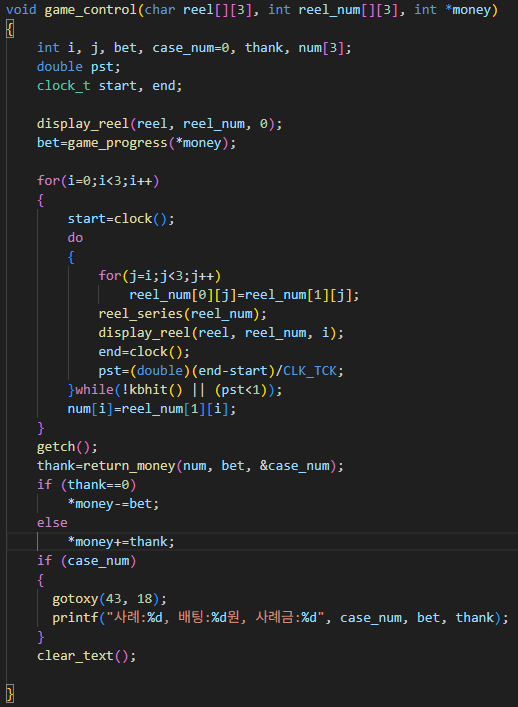 void game_control(char reel[][3], int reel_num[][3], int *money)
{
    int i, j, bet, case_num=0, thank, num[3];
    double pst;
    clock_t start, end;

    display_reel(reel, reel_num, 0);
    bet=game_progress(*money);

    for(i=0;i<3;i++)
    {
        start=clock();
        do
        {
            for(j=i;j<3;j++)
                reel_num[0][j]=reel_num[1][j];
            reel_series(reel_num);
            display_reel(reel, reel_num, i);
            end=clock();
            pst=(double)(end-start)/CLK_TCK;
        }while(!kbhit() || (pst<1));
        num[i]=reel_num[1][i];
    }
    getch();
    thank=return_money(num, bet, &case_num);
    if (thank==0)
        *money-=bet;
    else
        *money+=thank;
    if (case_num)
    {
      gotoxy(43, 18);
      printf("사례:%d, 배팅:%d원, 사례금:%d", case_num, bet, thank);
    }
    clear_text();

}